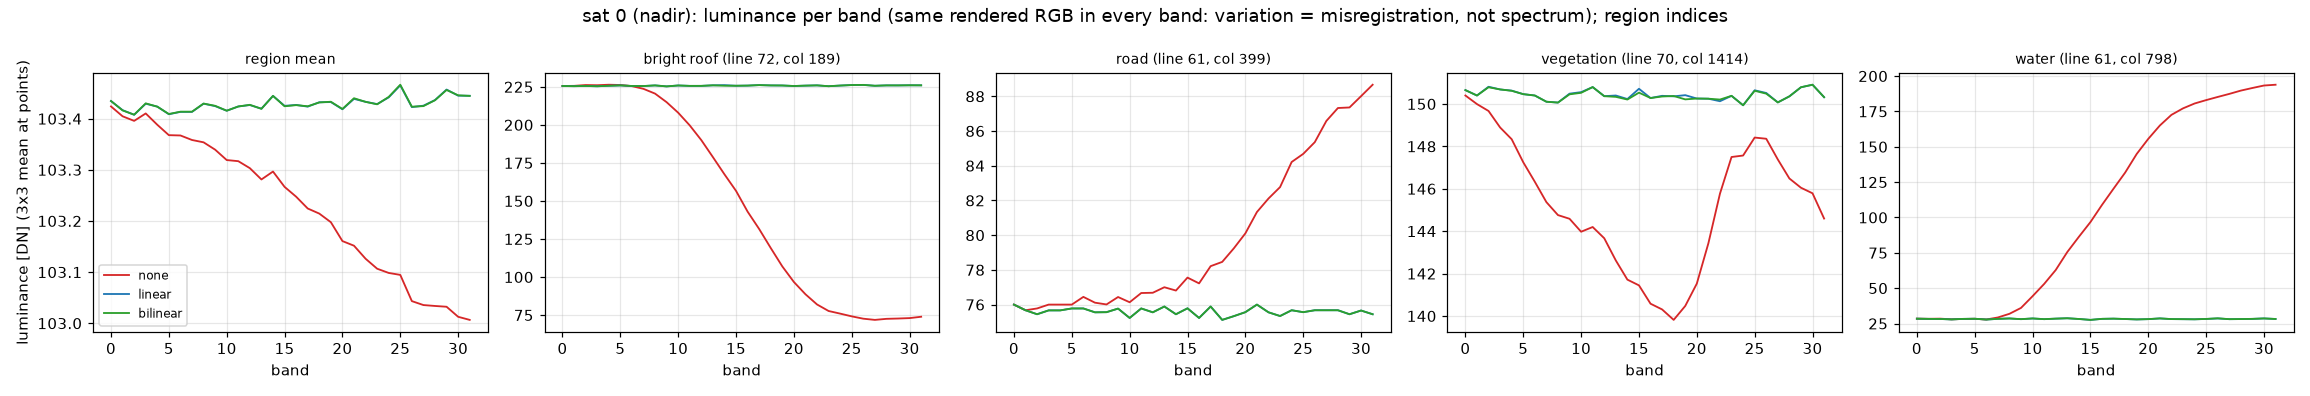 sat 0 (nadir): luminance per band (same rendered RGB in every band: variation = misregistration, not spectrum); region indices
region mean
bright roof (line 72, col 189)
road (line 61, col 399)
vegetation (line 70, col 1414)
water (line 61, col 798)
luminance [DN] (3x3 mean at points)
103.4
103.3
103.2
103.1
103.0
none
linear
bilinear
0 5 10 15 20 25 30
band
225
200
175
150
125
100
75
0 5 10 15 20 25 30
band
88
86
84
82
80
78
76
0 5 10 15 20 25 30
band
150
148
146
144
142
140
0 5 10 15 20 25 30
band
200
175
150
125
100
75
50
25
0 5 10 15 20 25 30
band